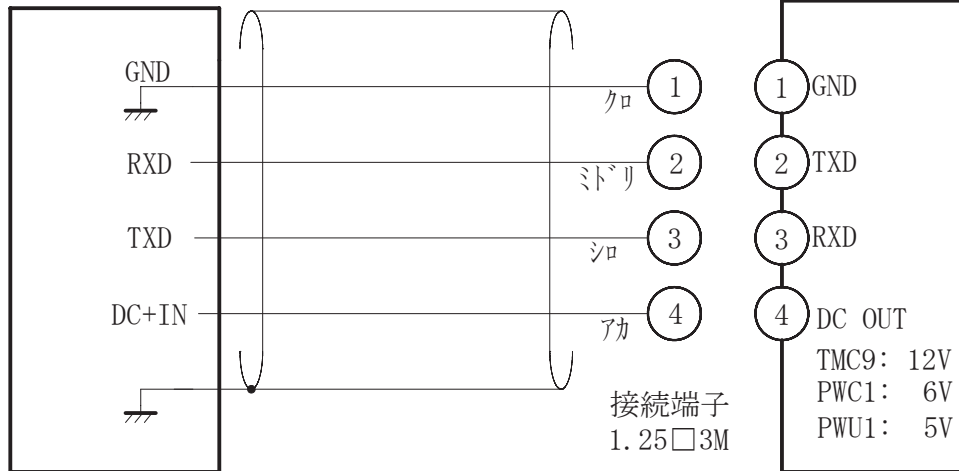 GND
クロ
1
1
GND
RXD
ミドリ
2
2
TXD
TXD
シロ
3
3
RXD
DC+IN
アカ
4
4
DC OUT
TMC9: 12V
PWC1: 6V
PWU1: 5V
接続端子
1.25□3M